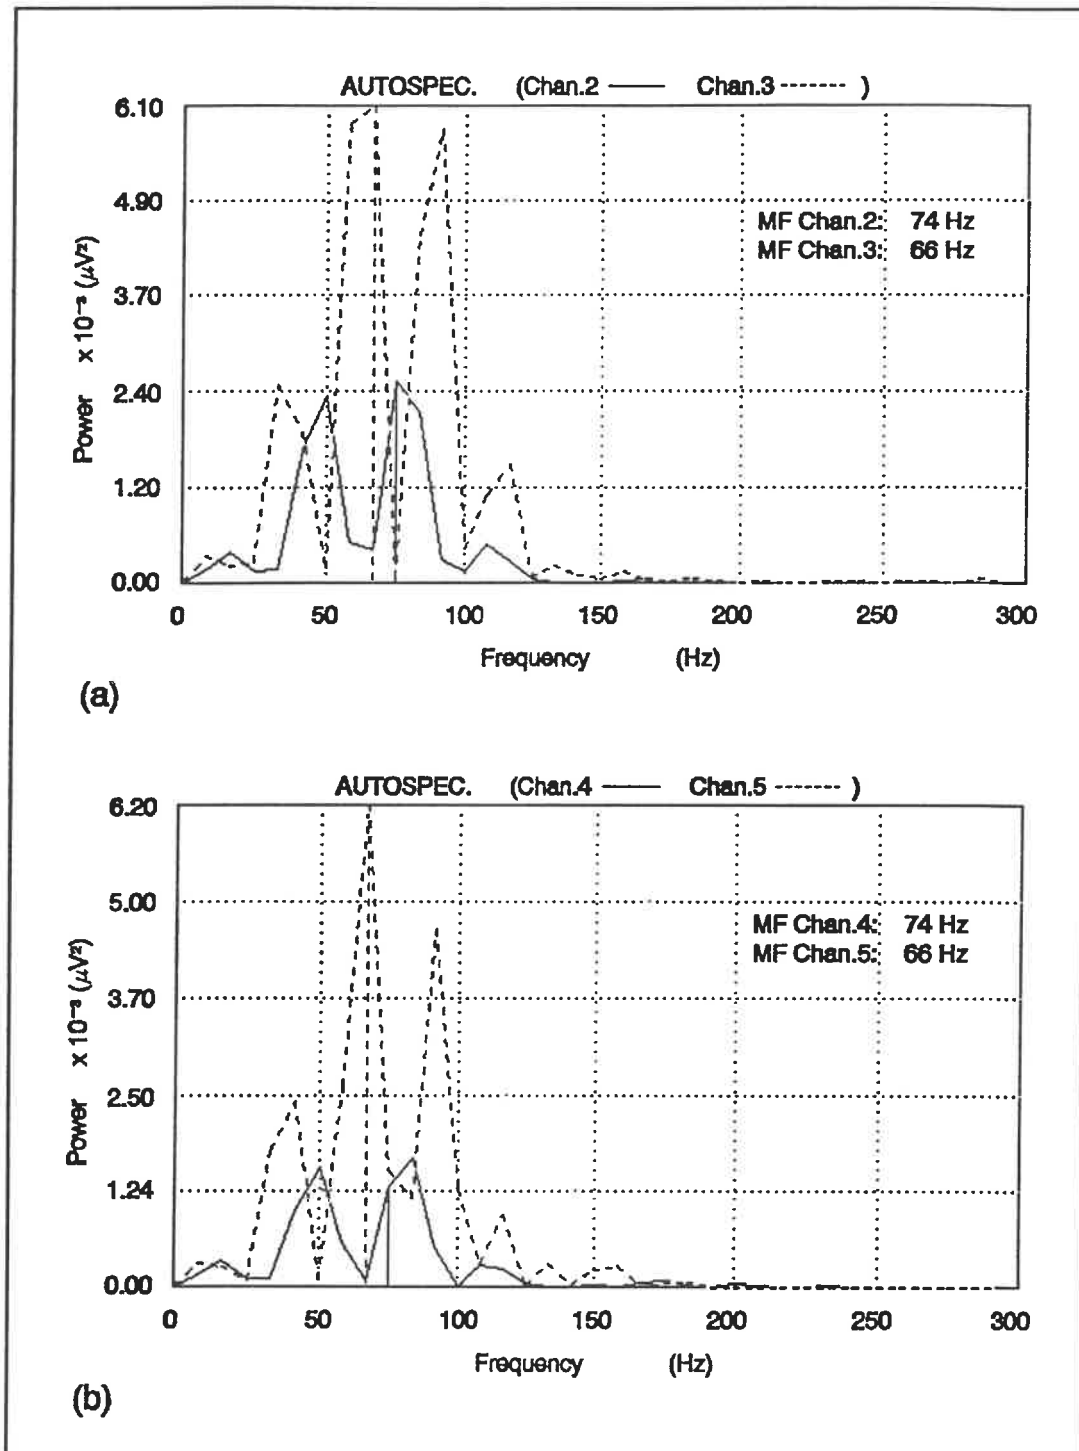 AUTOSPEC. (Chan.2 —— Chan.3 ------- )
6.10
4.90
3.70
2.40
1.20
0.00
Power x 10⁻³ (μV²)
MF Chan.2: 74 Hz
MF Chan.3: 66 Hz
0 50 100 150 200 250 300
Frequency (Hz)
(a)
AUTOSPEC. (Chan.4 —— Chan.5 ------- )
6.20
5.00
3.70
2.50
1.24
0.00
Power x 10⁻³ (μV²)
MF Chan.4: 74 Hz
MF Chan.5: 66 Hz
0 50 100 150 200 250 300
Frequency (Hz)
(b)